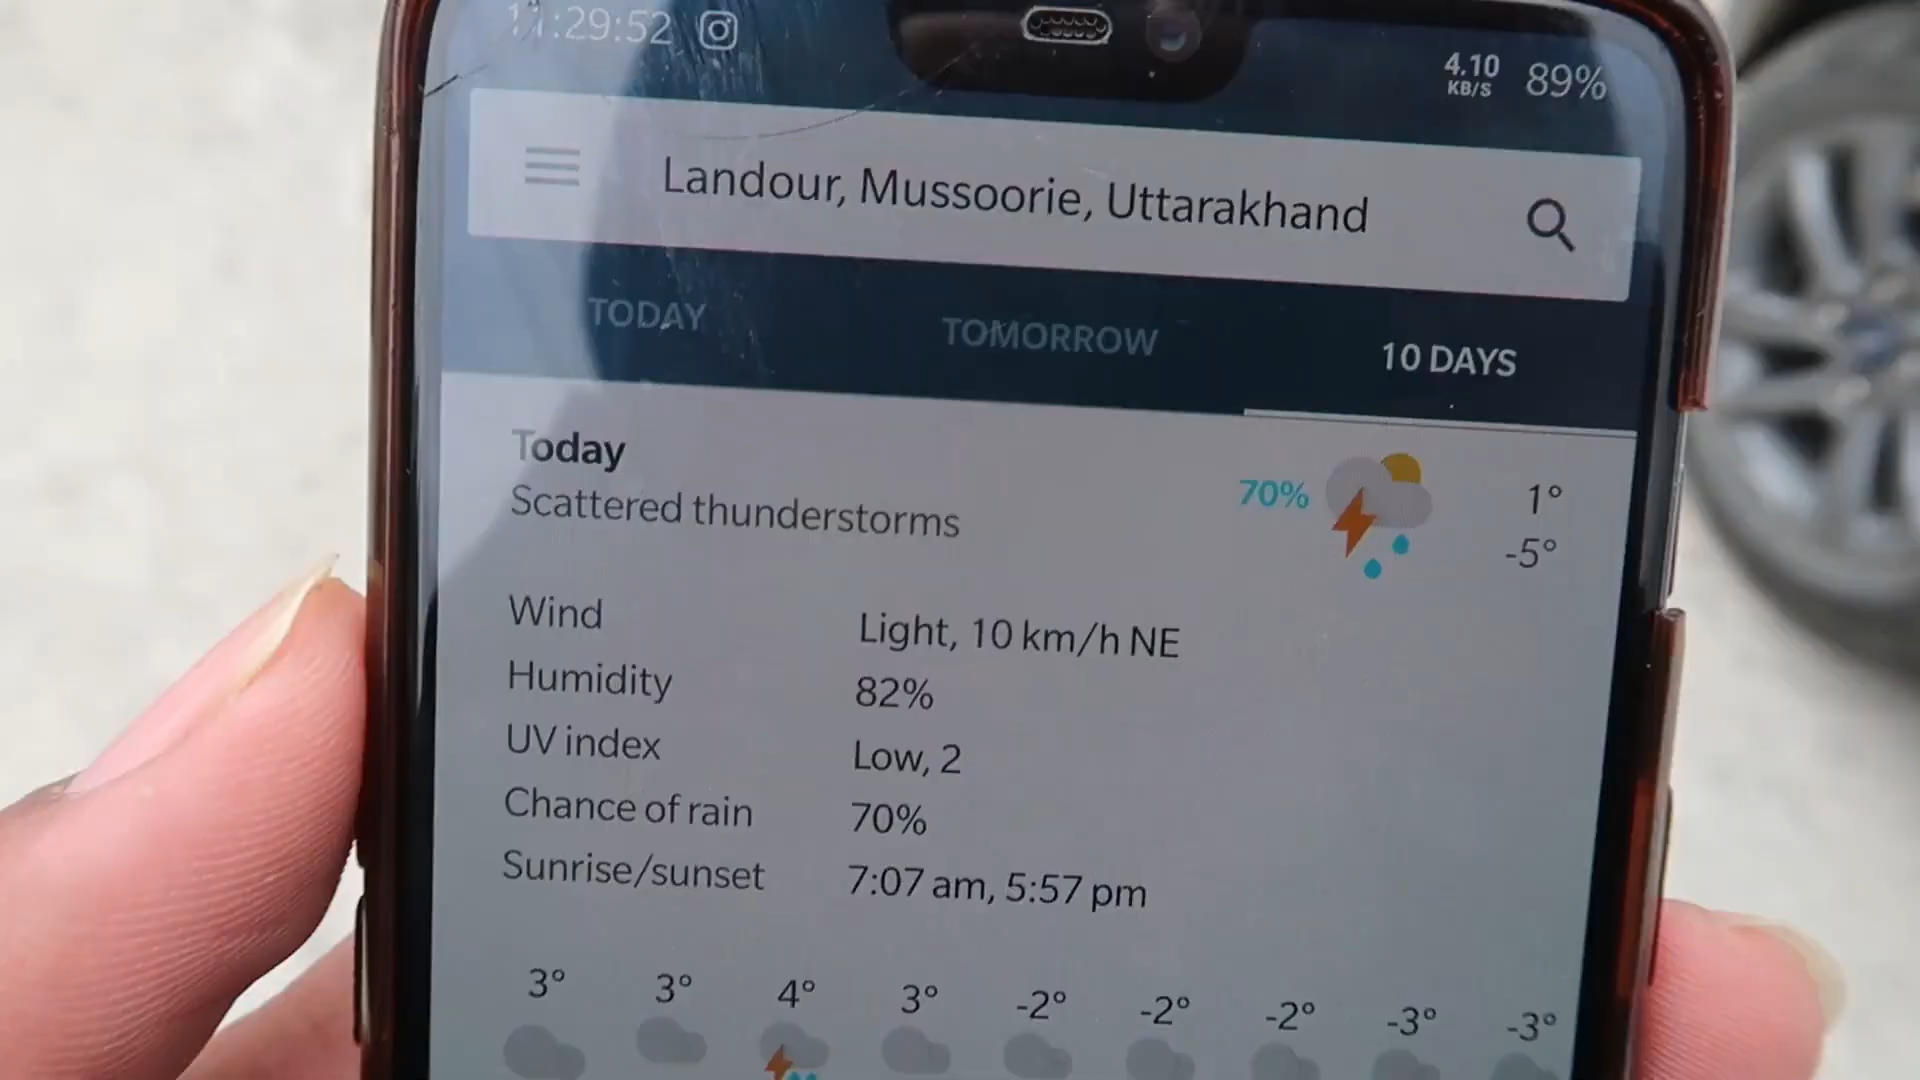 11:29:52
4.10 KB/S 89%
Landour, Mussoorie, Uttarakhand
TODAY TOMORROW 10 DAYS
Today
Scattered thunderstorms
70% 1°
-5°
Wind Light, 10 km/h NE
Humidity 82%
UV index Low, 2
Chance of rain 70%
Sunrise/sunset 7:07 am, 5:57 pm
3° 3° 4° 3° -2° -2° -2° -3° -3°